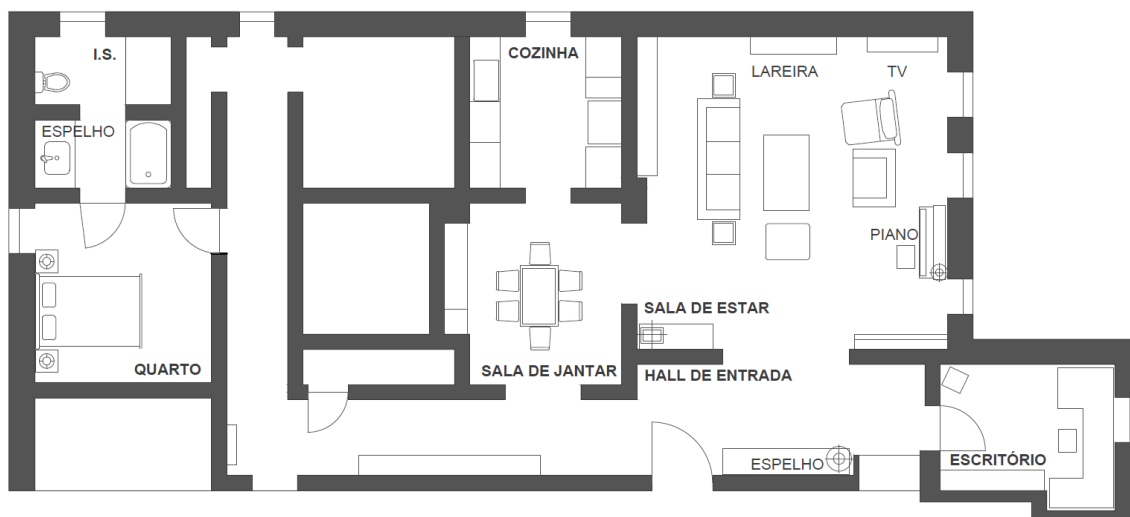 I.S.
COZINHA
LAREIRA
TV
ESPELHO
PIANO
SALA DE ESTAR
QUARTO
SALA DE JANTAR
HALL DE ENTRADA
ESPELHO
ESCRITÓRIO